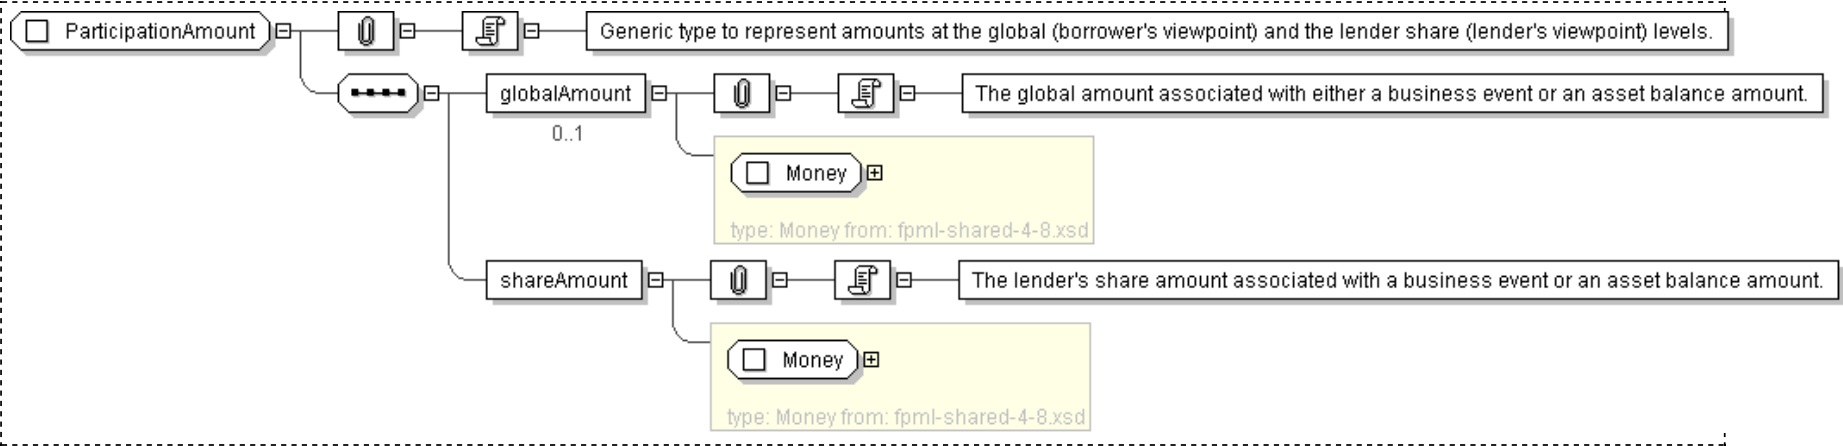 ParticipationAmount
Generic type to represent amounts at the global (borrower's viewpoint) and the lender share (lender's viewpoint) levels.
globalAmount
The global amount associated with either a business event or an asset balance amount.
0..1
Money
type: Money from: fpml-shared-4-8.xsd
shareAmount
The lender's share amount associated with a business event or an asset balance amount.
Money
type: Money from: fpml-shared-4-8.xsd